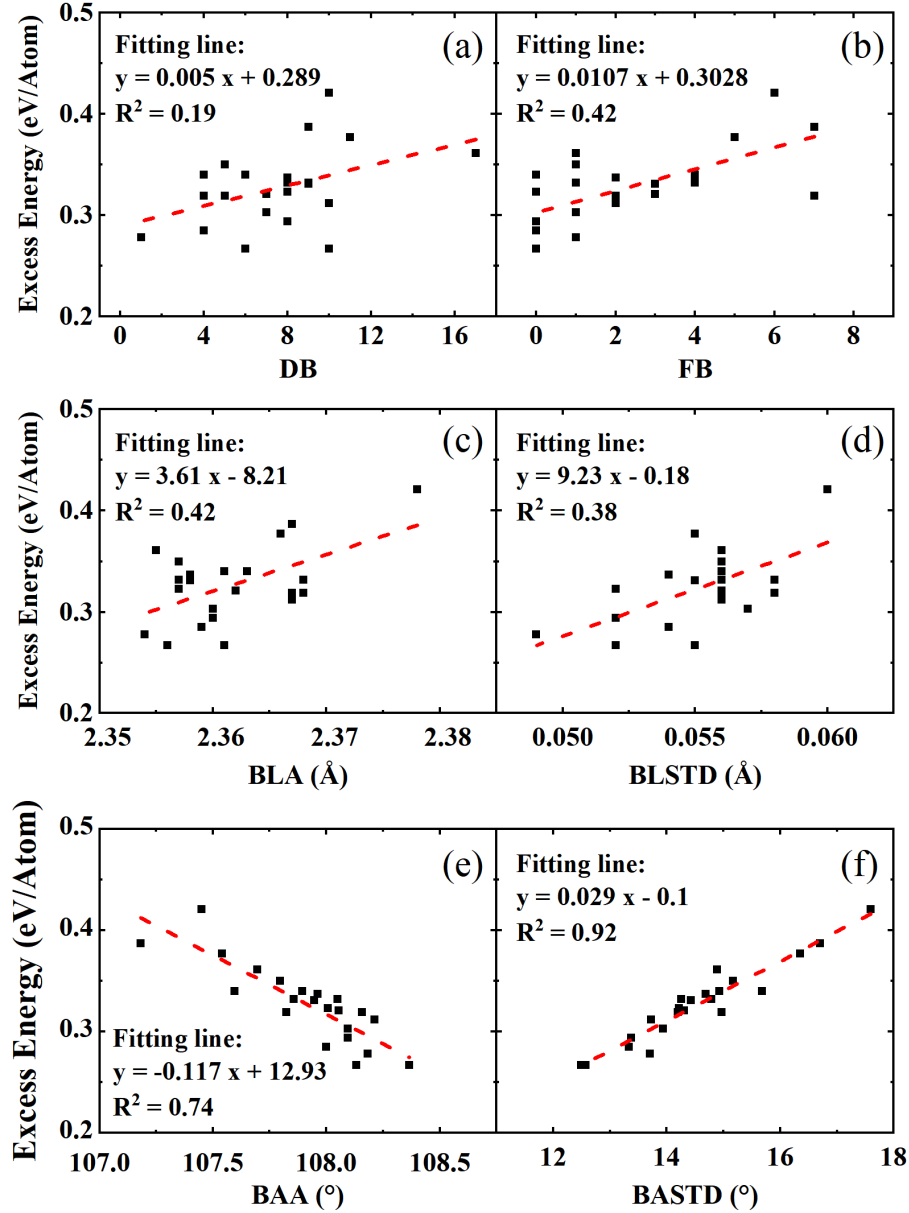 Excess Energy (eV/Atom)
0.5
0.4
0.3
0.2
Fitting line:
y = 0.005 x + 0.289
R² = 0.19
(a)
0
4
8
12
16
DB
Fitting line:
y = 0.0107 x + 0.3028
R² = 0.42
(b)
0
2
4
6
8
FB
Excess Energy (eV/Atom)
0.5
0.4
0.3
0.2
Fitting line:
y = 3.61 x - 8.21
R² = 0.42
(c)
2.35
2.36
2.37
2.38
BLA (Å)
Fitting line:
y = 9.23 x - 0.18
R² = 0.38
(d)
0.050
0.055
0.060
BLSTD (Å)
Excess Energy (eV/Atom)
0.5
0.4
0.3
0.2
(e)
Fitting line:
y = -0.117 x + 12.93
R² = 0.74
107.0
107.5
108.0
108.5
BAA (°)
Fitting line:
y = 0.029 x - 0.1
R² = 0.92
(f)
12
14
16
18
BASTD (°)